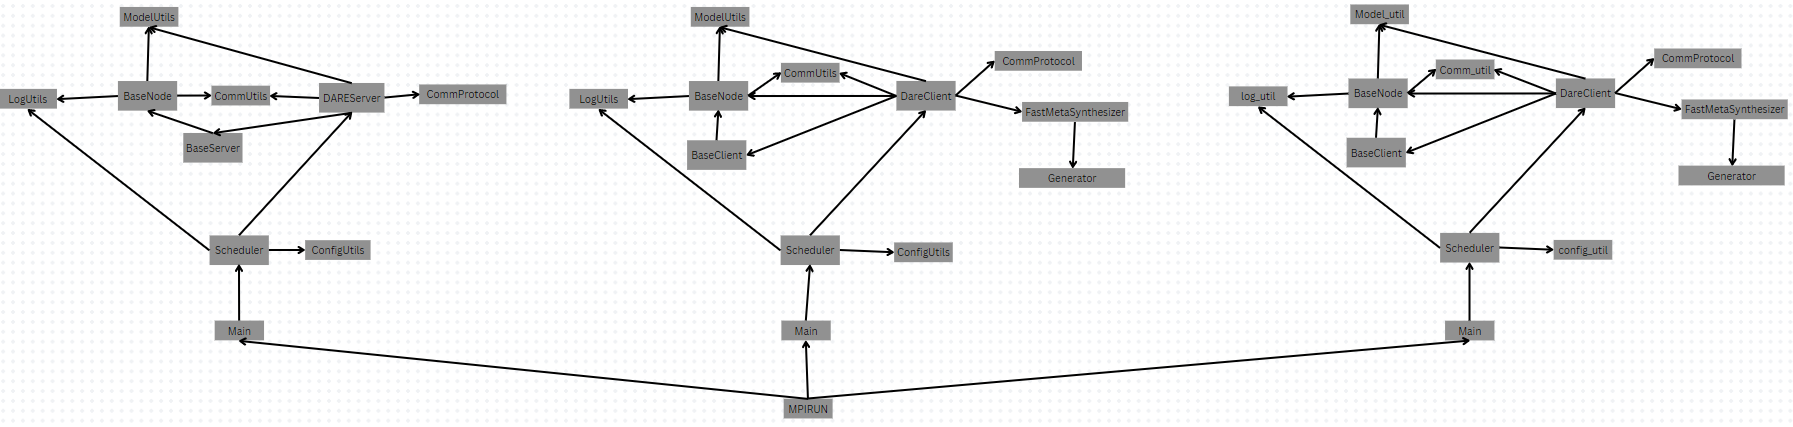 ModelUtils
LogUtils
BaseNode
CommUtils
DAREServer
CommProtocol
BaseServer
Scheduler
ConfigUtils
Main
ModelUtils
CommProtocol
CommUtils
LogUtils
BaseNode
DareClient
FastMetaSynthesizer
BaseClient
Generator
Scheduler
ConfigUtils
Main
Model_util
CommProtocol
Comm_util
log_util
BaseNode
DareClient
FastMetaSynthesizer
BaseClient
Generator
Scheduler
config_util
Main
MPIRUN